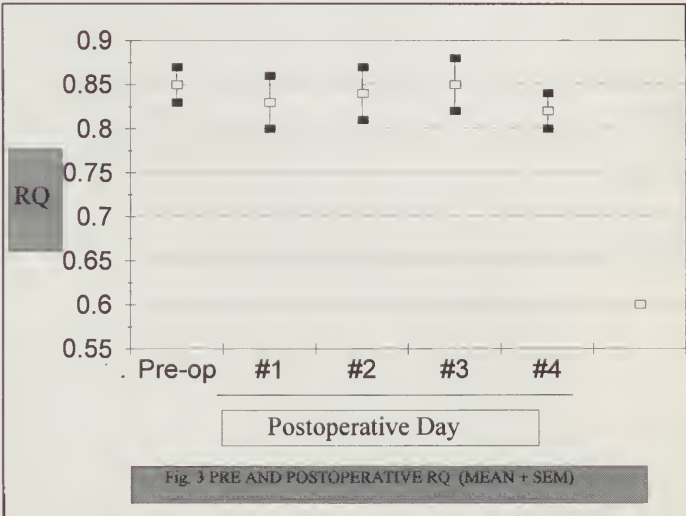 0.9
0.85
0.8
0.75
RQ
0.7
0.65
0.6
0.55
Pre-op #1 #2 #3 #4
Postoperative Day
Fig. 3 PRE AND POSTOPERATIVE RQ (MEAN + SEM)